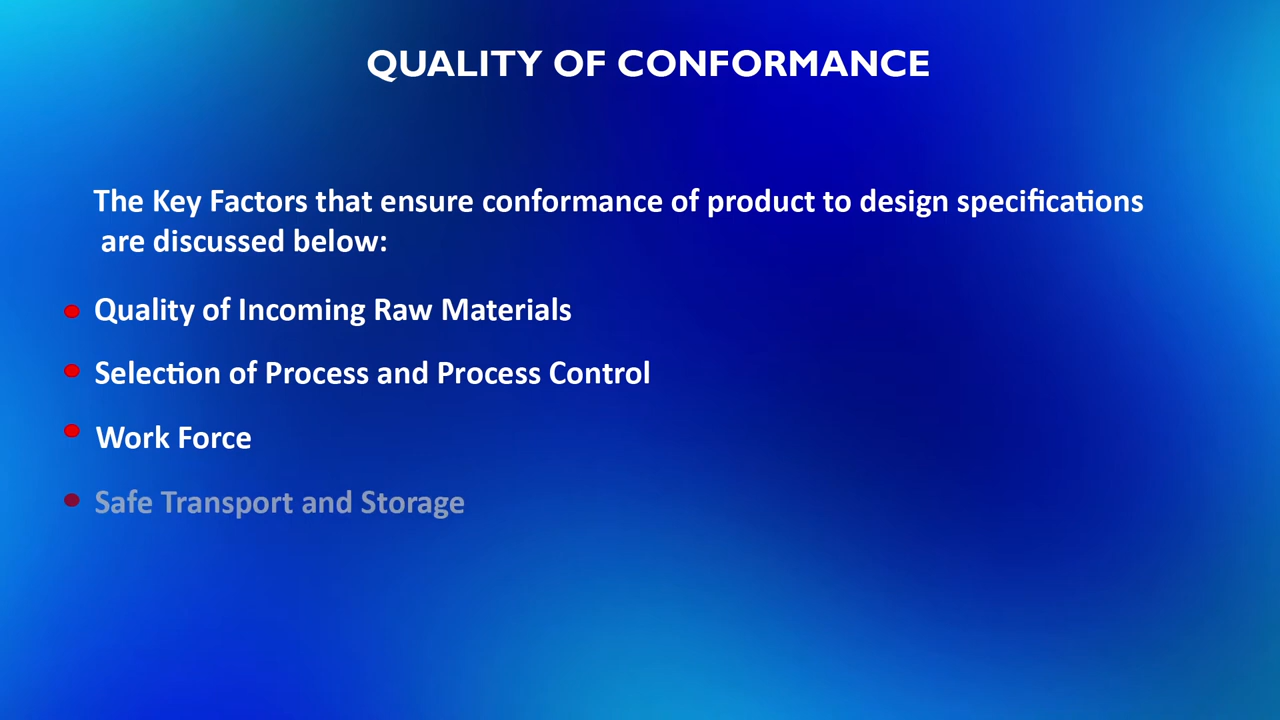 QUALITY OF CONFORMANCE
The Key Factors that ensure conformance of product to design specifications
are discussed below:
Quality of Incoming Raw Materials
Selection of Process and Process Control
Work Force
Safe Transport and Storage